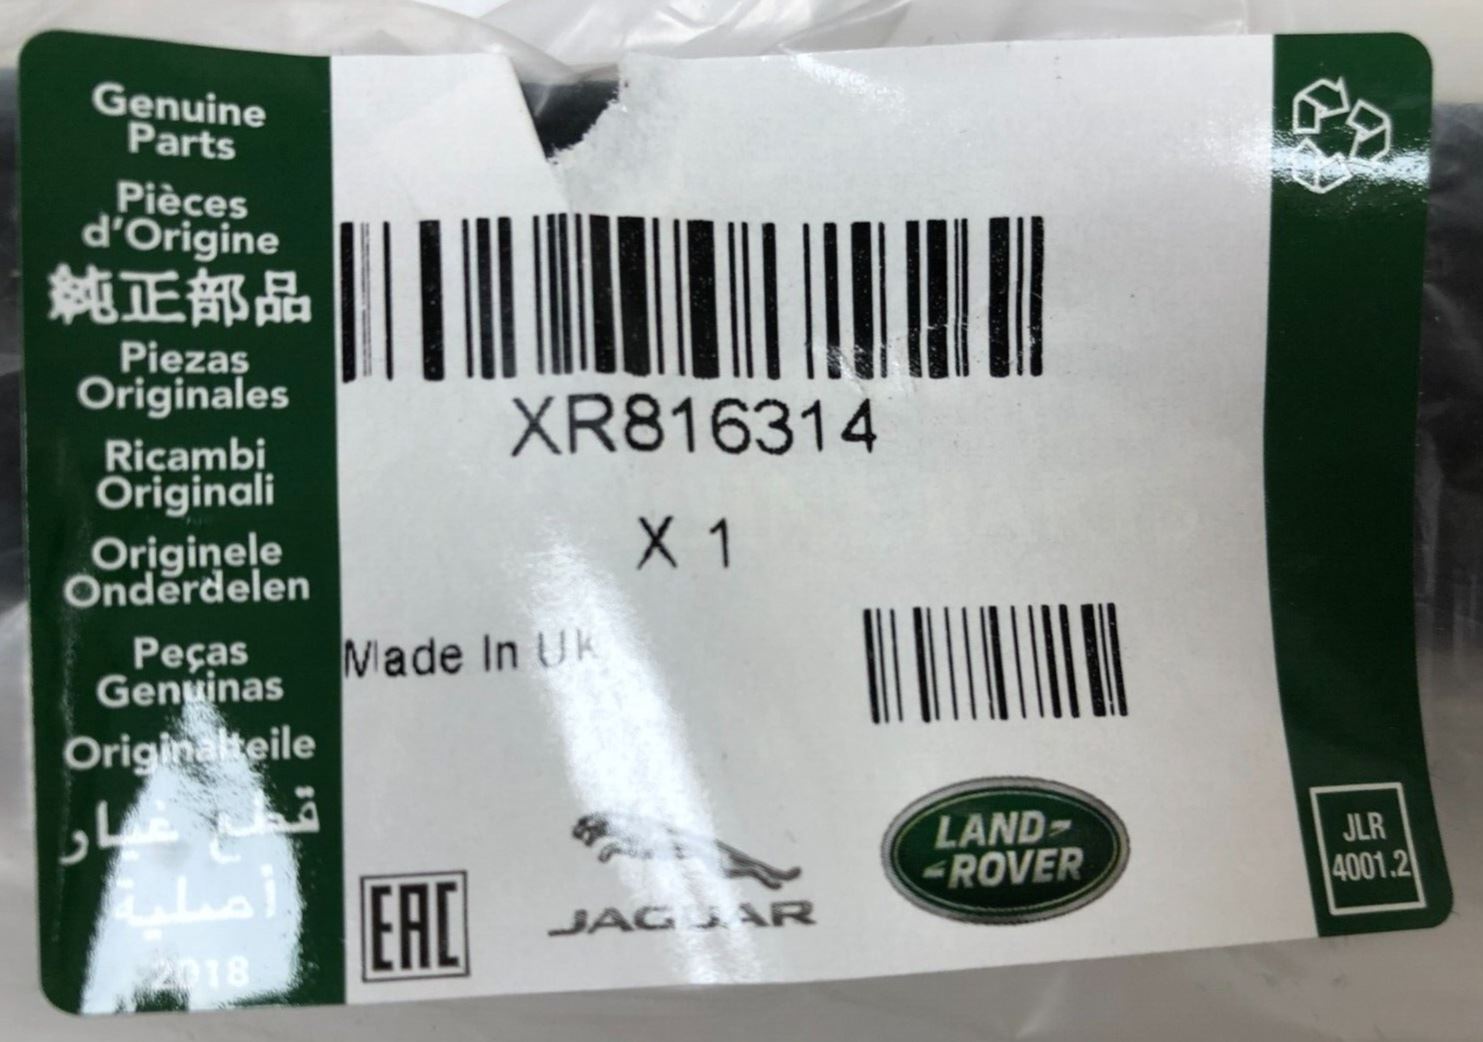 Genuine
Parts
Pièces
d'Origine
純正部品
Piezas
Originales
Ricambi
Originali
Originele
Onderdelen
Peças
Genuinas
Originalteile
قطع غيار
أصلية
2018
XR816314
X 1
Made In Uk
EAC
JAGUAR
LAND-
-ROVER
JLR
4001.2